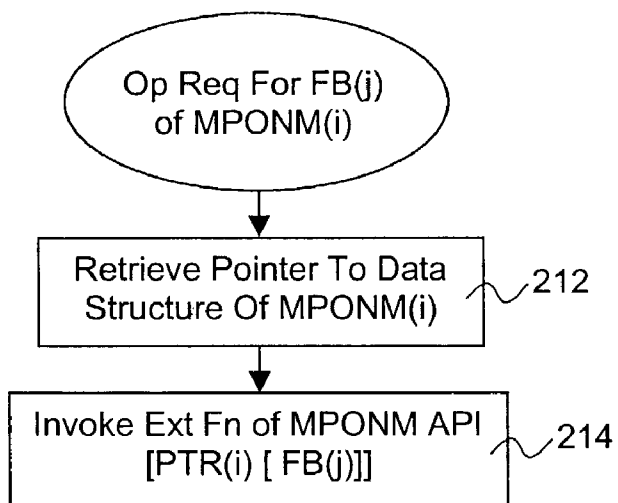 Op Req For FB(j)
of MPONM(i)
Retrieve Pointer To Data
Structure Of MPONM(i)
212
Invoke Ext Fn of MPONM API
[PTR(i) [ FB(j)]]
214